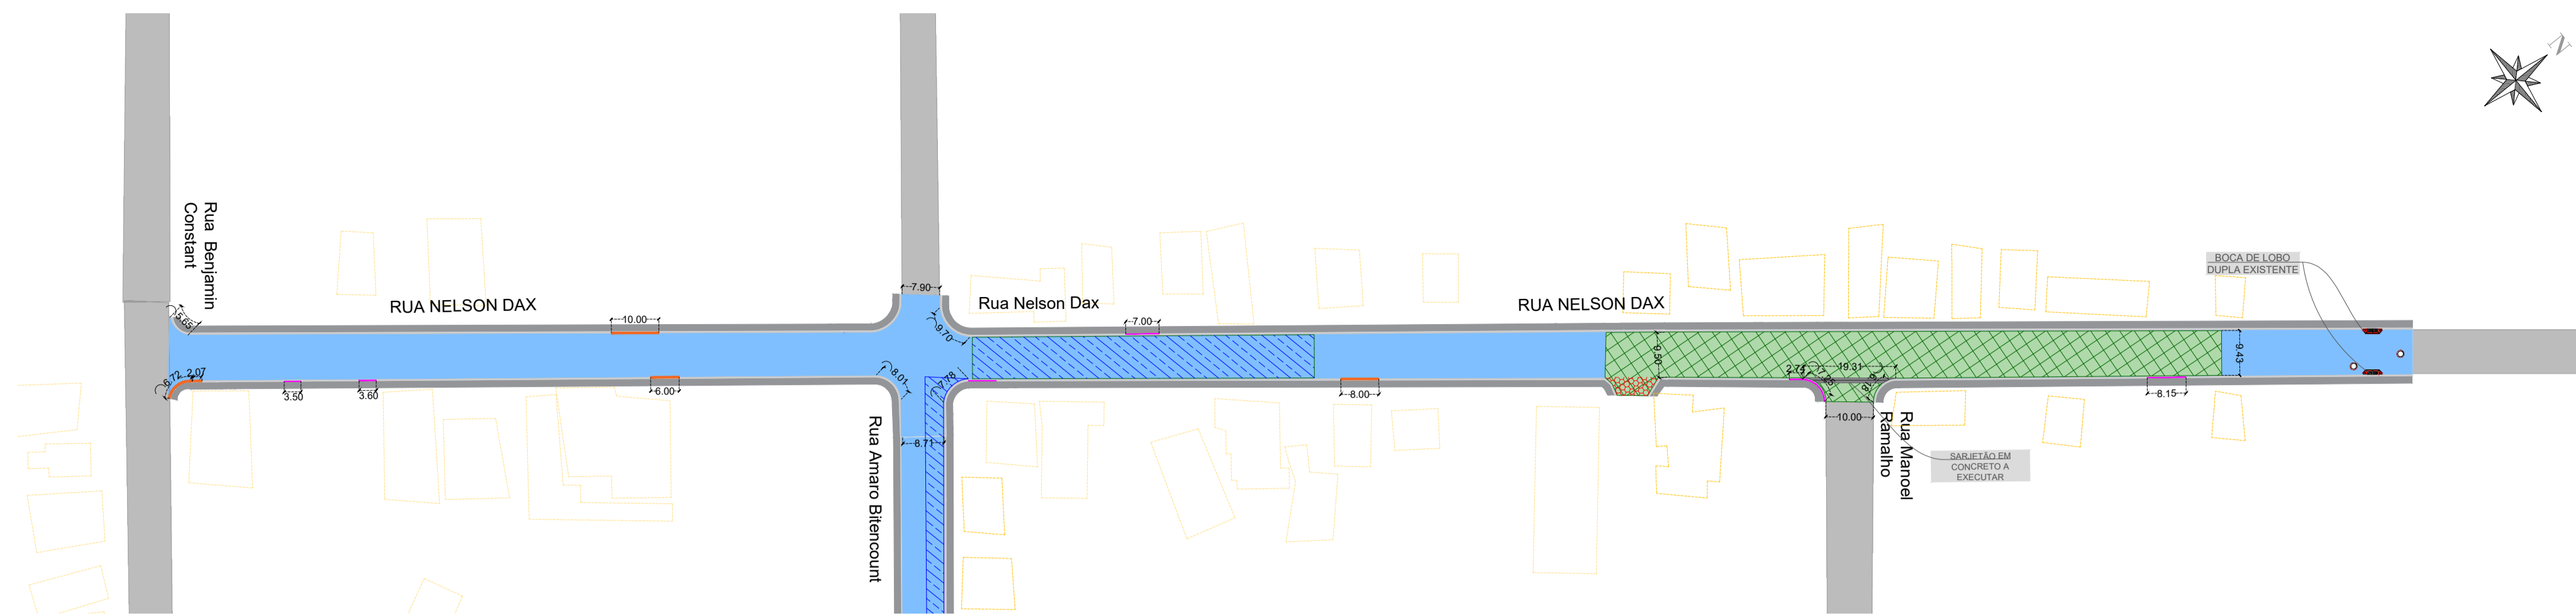 N
BOCA DE LOBO
DUPLA EXISTENTE
Rua Benjamin
Constant
RUA NELSON DAX
Rua Nelson Dax
RUA NELSON DAX
7.90
5.65
10.00
9.70
7.00
9.50
9.43
6.72
2.07
3.50
3.60
6.00
8.01
7.78
8.00
2.74
19.31
8.15
8.71
10.00
Rua Amaro Bitencount
Rua Manoel
Ramalho
SARJETÃO EM
CONCRETO A
EXECUTAR